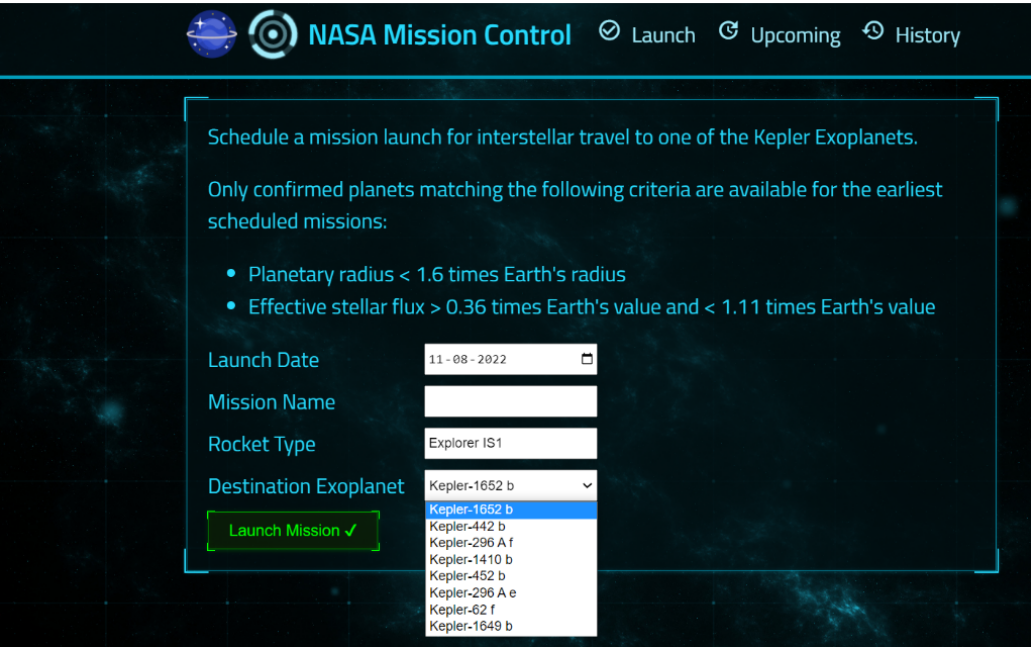 NASA Mission Control Launch Upcoming History
Schedule a mission launch for interstellar travel to one of the Kepler Exoplanets.
Only confirmed planets matching the following criteria are available for the earliest
scheduled missions:
• Planetary radius < 1.6 times Earth's radius
• Effective stellar flux > 0.36 times Earth's value and < 1.11 times Earth's value
Launch Date 11-08-2022
Mission Name
Rocket Type Explorer IS1
Destination Exoplanet Kepler-1652 b
Kepler-1652 b
Launch Mission ✓
Kepler-442 b
Kepler-296 A f
Kepler-1410 b
Kepler-452 b
Kepler-296 A e
Kepler-62 f
Kepler-1649 b